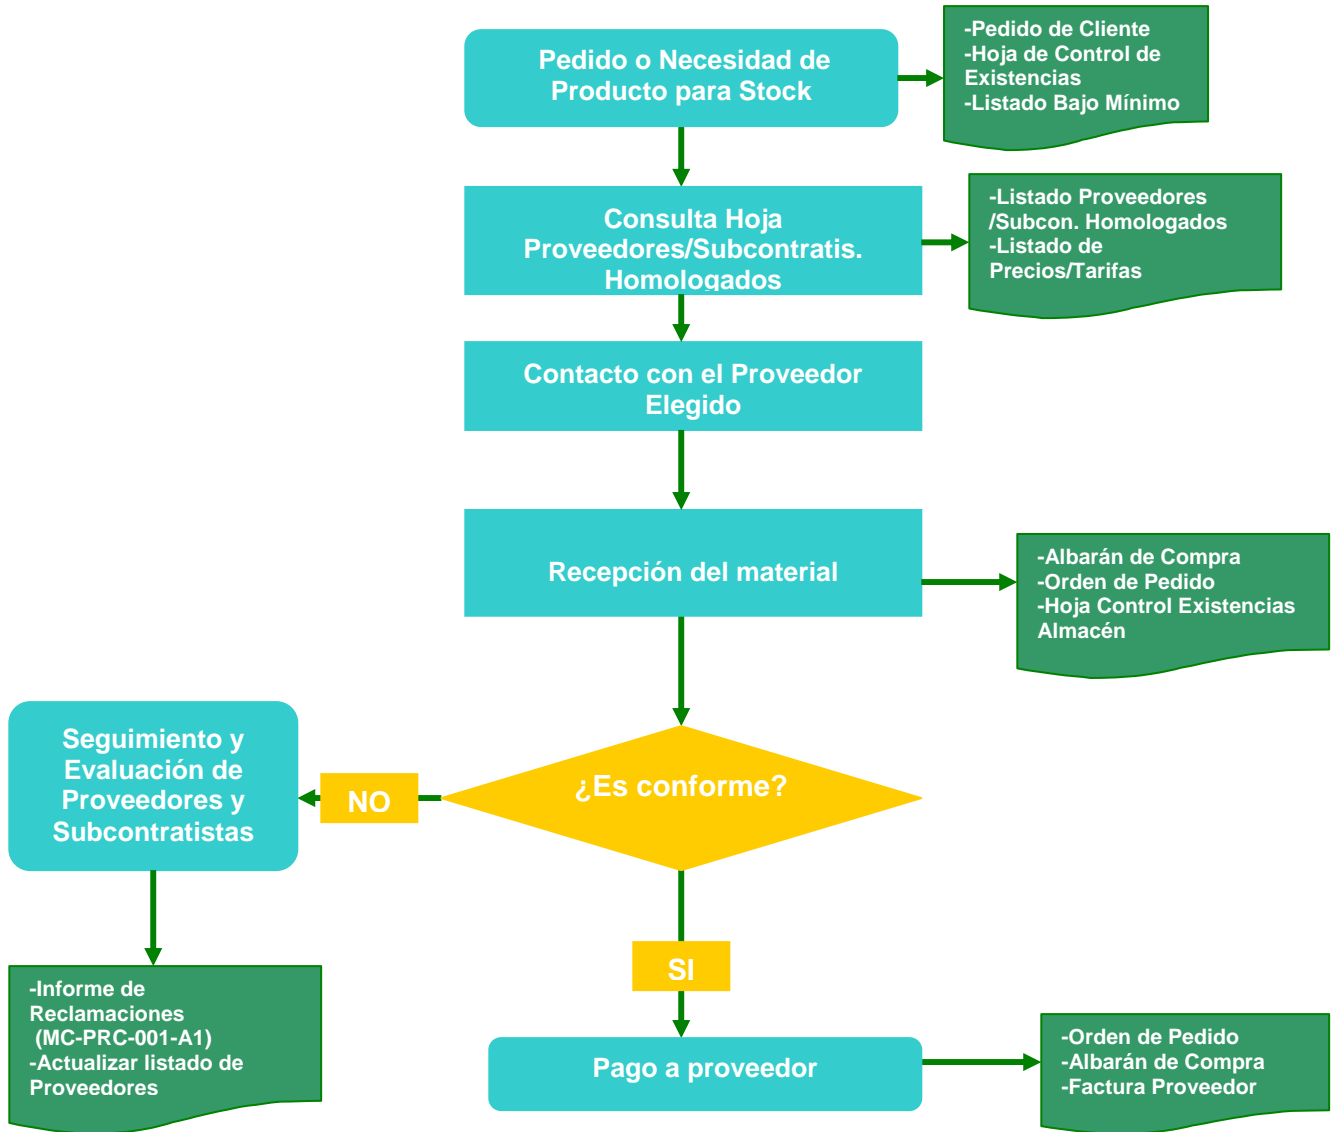 Pedido o Necesidad de
Producto para Stock
-Pedido de Cliente
-Hoja de Control de
Existencias
-Listado Bajo Mínimo
Consulta Hoja
Proveedores/Subcontratis.
Homologados
-Listado Proveedores
/Subcon. Homologados
-Listado de
Precios/Tarifas
Contacto con el Proveedor
Elegido
Recepción del material
-Albarán de Compra
-Orden de Pedido
-Hoja Control Existencias
Almacén
¿Es conforme?
NO
Seguimiento y
Evaluación de
Proveedores y
Subcontratistas
-Informe de
Reclamaciones
(MC-PRC-001-A1)
-Actualizar listado de
Proveedores
SI
Pago a proveedor
-Orden de Pedido
-Albarán de Compra
-Factura Proveedor